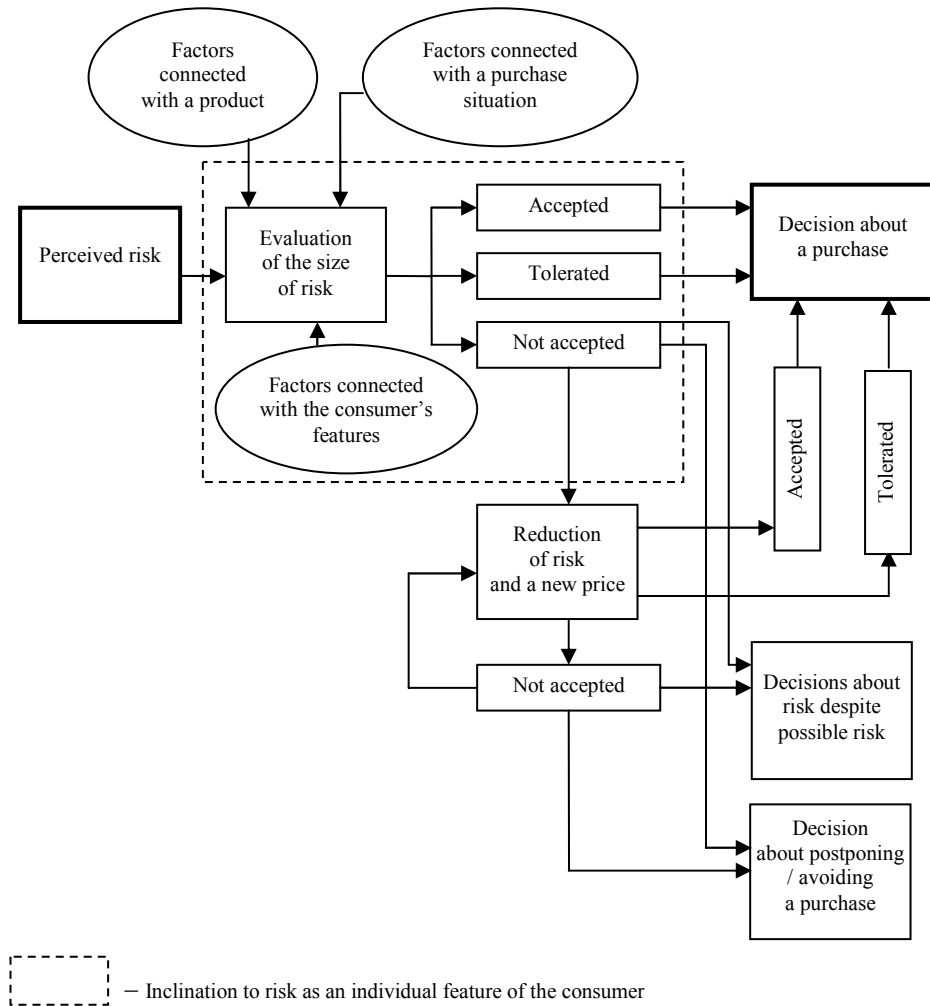 Factors
connected
with a product
Factors connected
with a purchase
situation
Perceived risk
Evaluation
of the size
of risk
Accepted
Tolerated
Not accepted
Decision about
a purchase
Factors connected
with the consumer’s
features
Accepted
Tolerated
Reduction
of risk
and a new price
Not accepted
Decisions about
risk despite
possible risk
Decision
about postponing
/ avoiding
a purchase
– Inclination to risk as an individual feature of the consumer